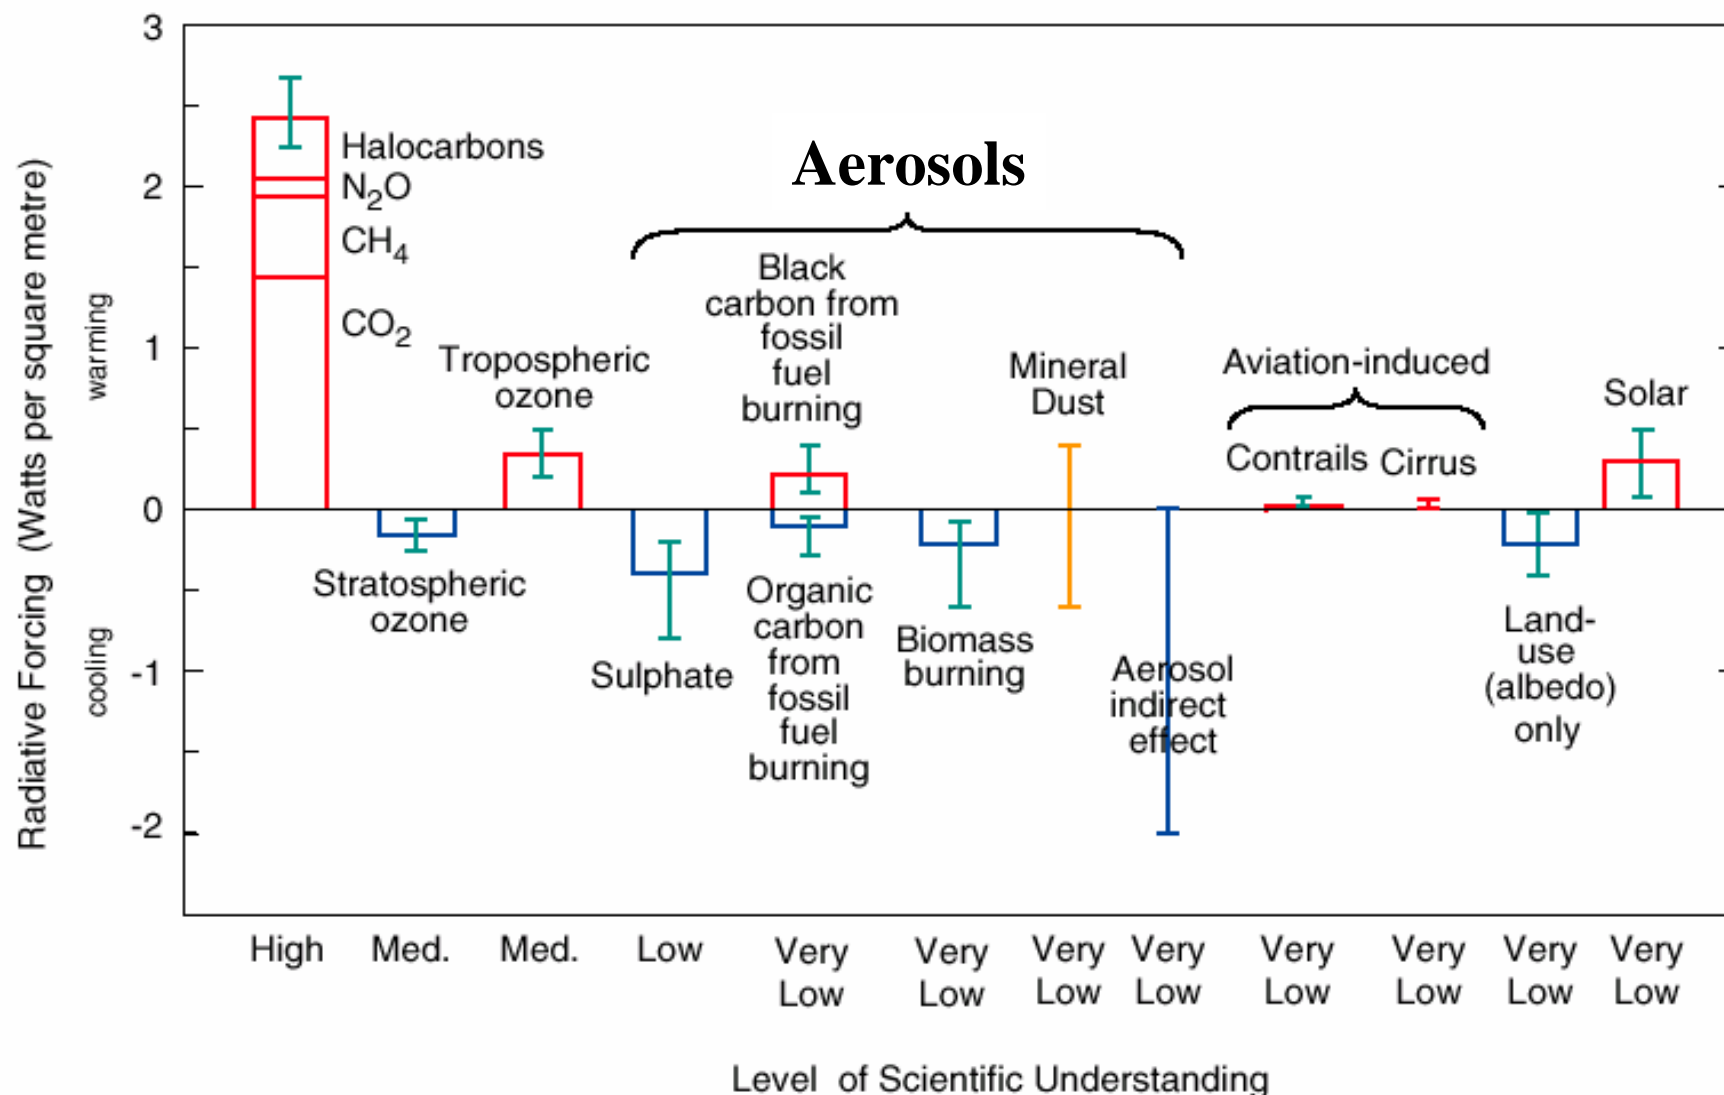 3
2
1
0
-1
-2
Radiative Forcing (Watts per square metre)
warming
cooling
Halocarbons
N₂O
CH₄
CO₂
Stratospheric
ozone
Tropospheric
ozone
Sulphate
Aerosols
Black
carbon from
fossil
fuel
burning
Organic
carbon
from
fossil
fuel
burning
Biomass
burning
Mineral
Dust
Aerosol
indirect
effect
Aviation-induced
Contrails
Cirrus
Land-
use
(albedo)
only
Solar
High
Med.
Med.
Low
Very
Low
Very
Low
Very
Low
Very
Low
Very
Low
Very
Low
Very
Low
Very
Low
Level of Scientific Understanding